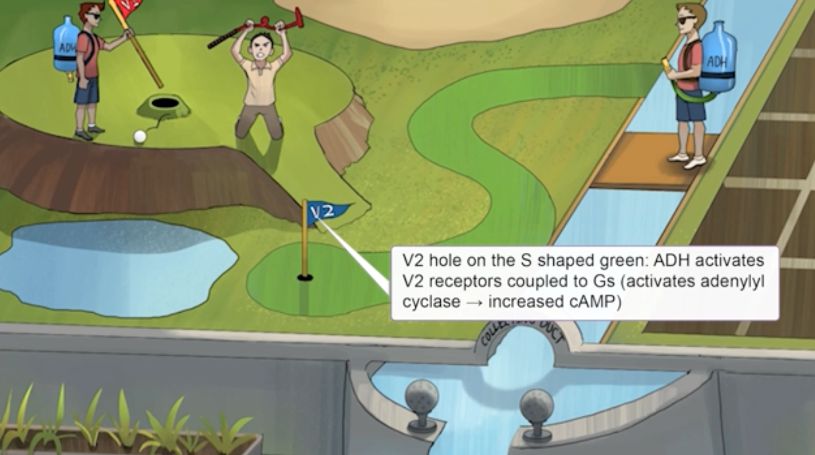 V2
ADH
ADH
V2
V2 hole on the S shaped green: ADH activates
V2 receptors coupled to Gs (activates adenylyl
cyclase → increased cAMP)
COLLECTING DUCT